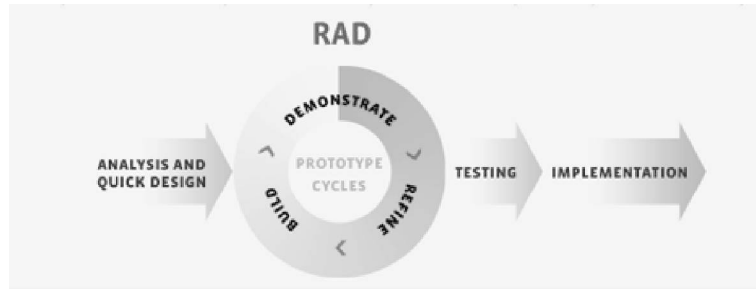 RAD
ANALYSIS AND
QUICK DESIGN
DEMONSTRATE
PROTOTYPE
CYCLES
BUILD
REFINE
TESTING
IMPLEMENTATION